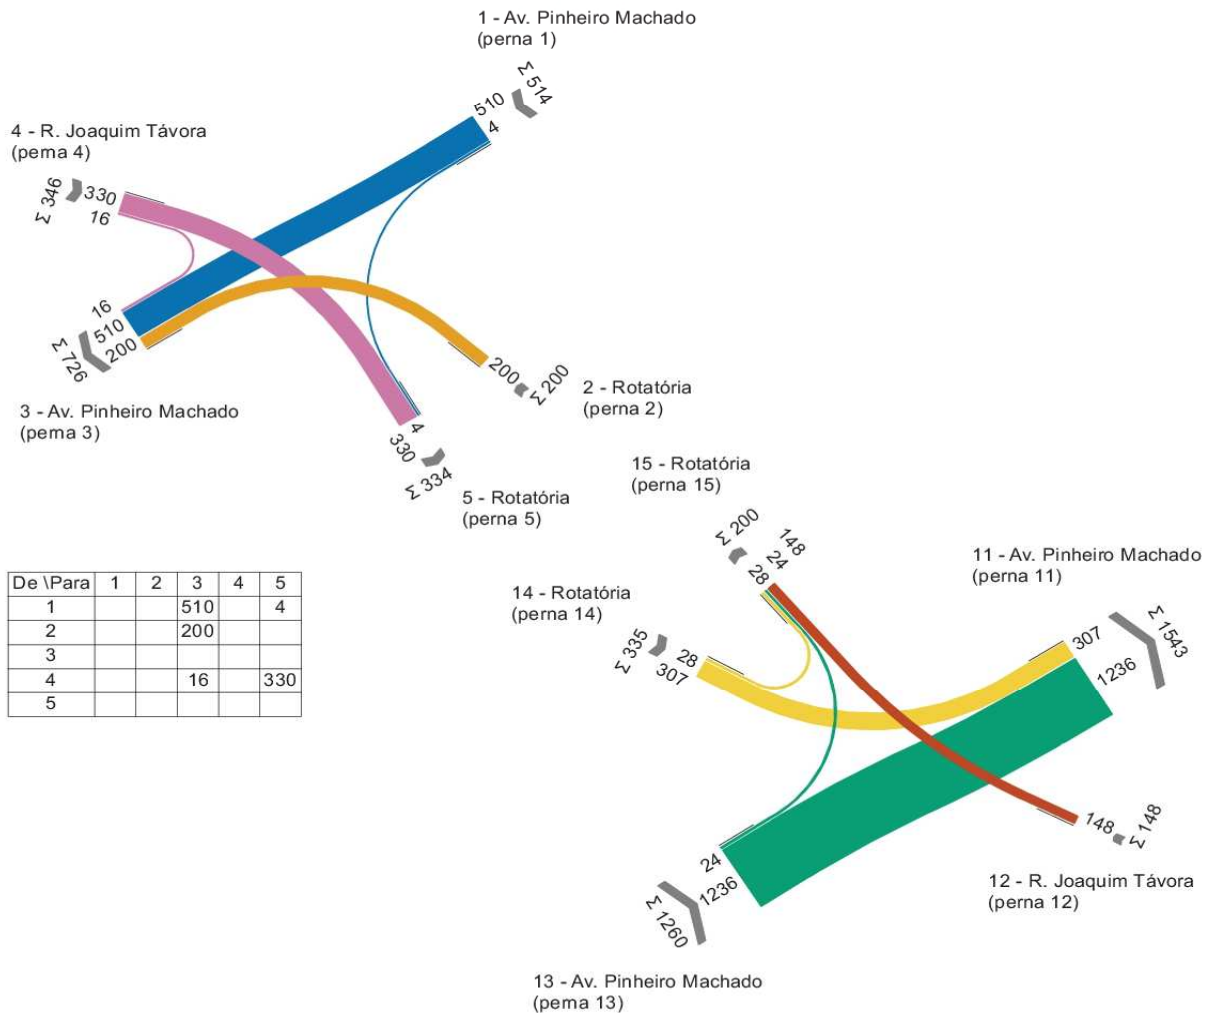 1 - Av. Pinheiro Machado
(perna 1)
Σ 514
510
4
4 - R. Joaquim Távora
(perna 4)
Σ 346
330
16
16
510
200
Σ 726
3 - Av. Pinheiro Machado
(perna 3)
200
Σ 200
2 - Rotatória
(perna 2)
4
330
Σ 334
5 - Rotatória
(perna 5)
15 - Rotatória
(perna 15)
Σ 200
148
24
28
11 - Av. Pinheiro Machado
(perna 11)
Σ 1543
307
1236
14 - Rotatória
(perna 14)
Σ 335
28
307
De \Para 1 2 3 4 5
1 510 4
2 200
3
4 16 330
5
148
Σ 148
12 - R. Joaquim Távora
(perna 12)
24
1236
Σ 1260
13 - Av. Pinheiro Machado
(perna 13)